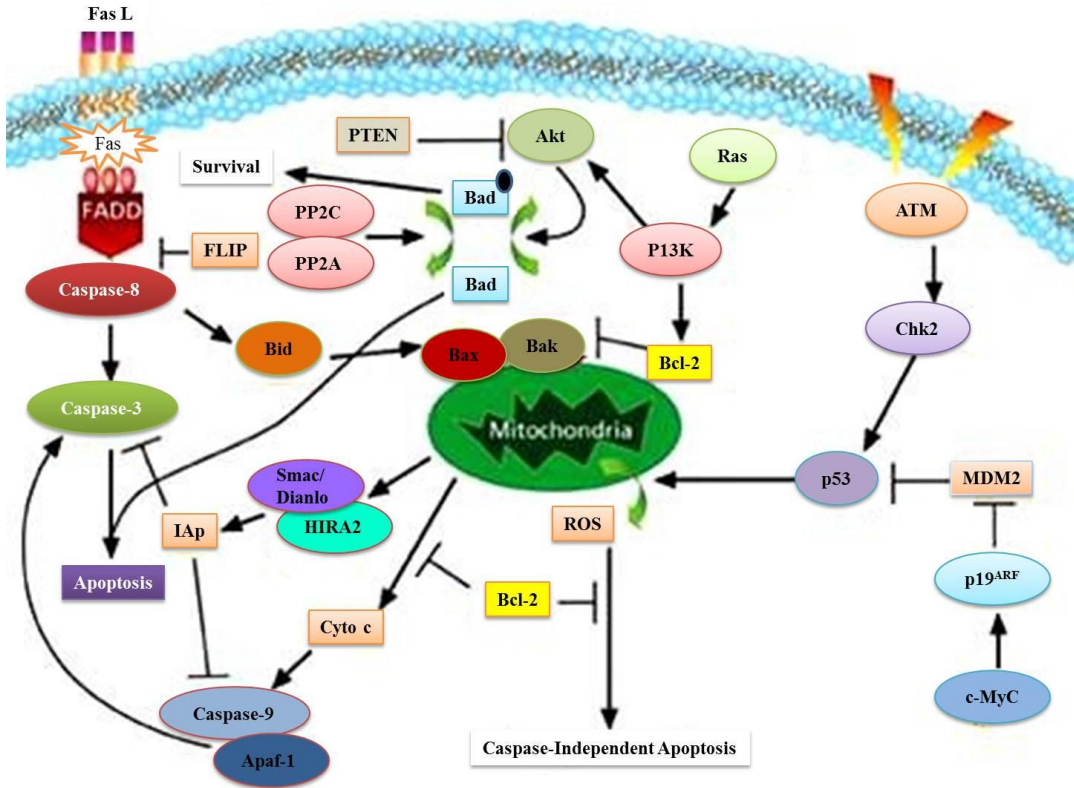 Fas L
Fas
FADD
PTEN
Akt
Ras
Survival
Bad
PP2C
PP2A
ATM
FLIP
P13K
Caspase-8
Bad
Chk2
Bid
Bax
Bak
Bcl-2
Caspase-3
Mitochondria
Smac/
Dianlo
HIRA2
p53
MDM2
IAp
ROS
Apoptosis
p19ARF
Bcl-2
Cyto c
c-MyC
Caspase-9
Apaf-1
Caspase-Independent Apoptosis